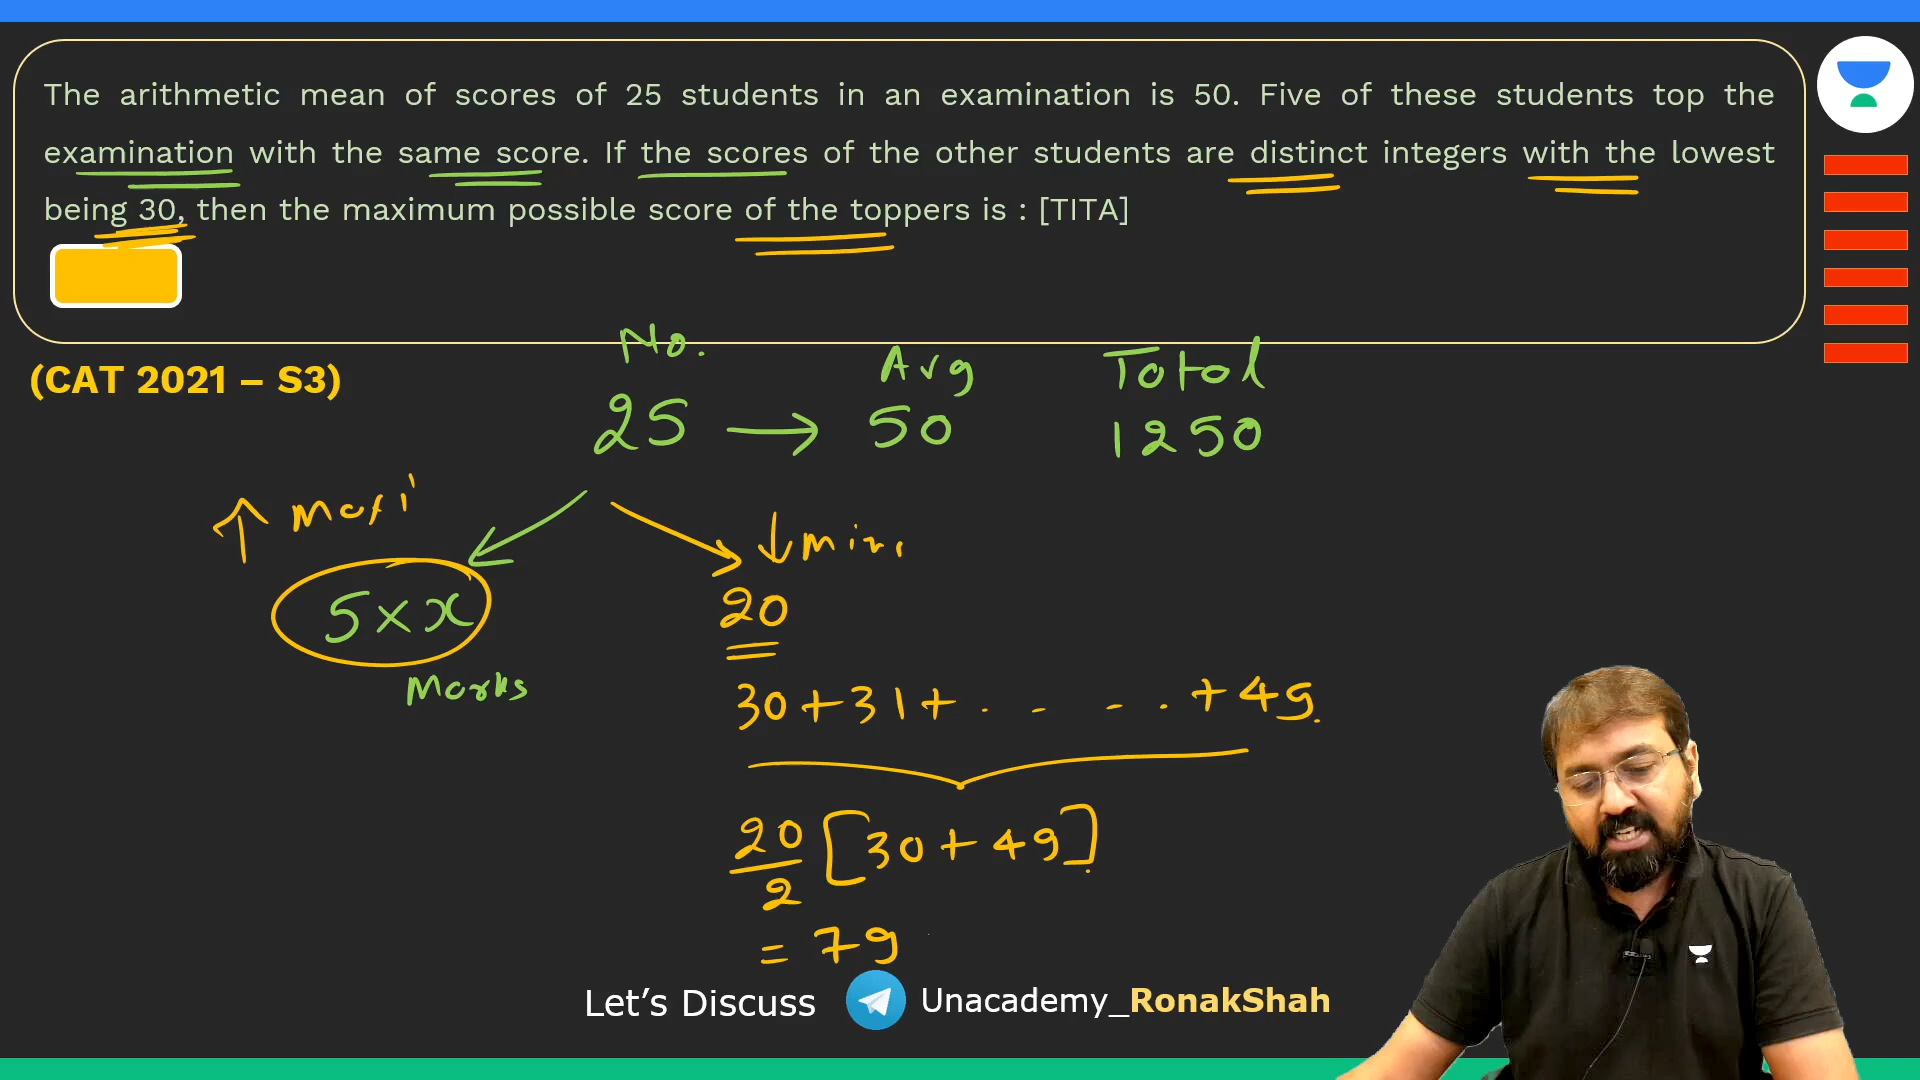 The arithmetic mean of scores of 25 students in an examination is 50. Five of these students top the
examination with the same score. If the scores of the other students are distinct integers with the lowest
being 30, then the maximum possible score of the toppers is : [TITA]
(CAT 2021 – S3)
No. Avg Total
25 → 50 1250
↑ maxi ↓ min.
5 × x 20
Marks
30 + 31 + . . . . + 49.
20/2 [30 + 49]
= 79
Let’s Discuss Unacademy_RonakShah